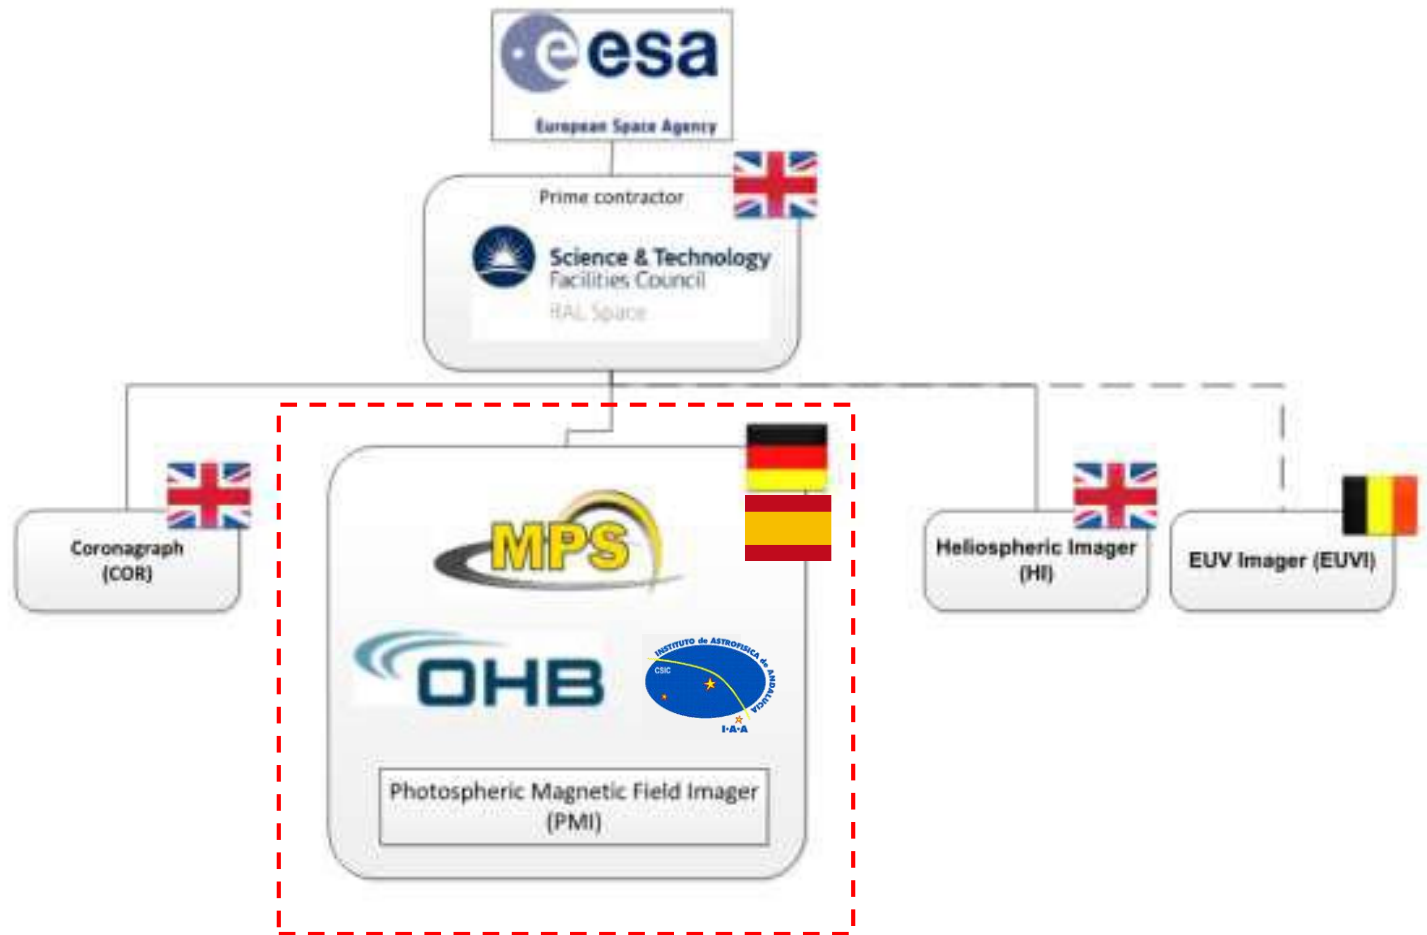 esa
European Space Agency
Prime contractor
Science & Technology
Facilities Council
RAL Space
Coronagraph
(COR)
MPS
OHB
INSTITUTO de ASTROFISICA de ANDALUCIA
CSIC
I·A·A
Photospheric Magnetic Field Imager
(PMI)
Heliospheric Imager
(HI)
EUV Imager (EUVI)